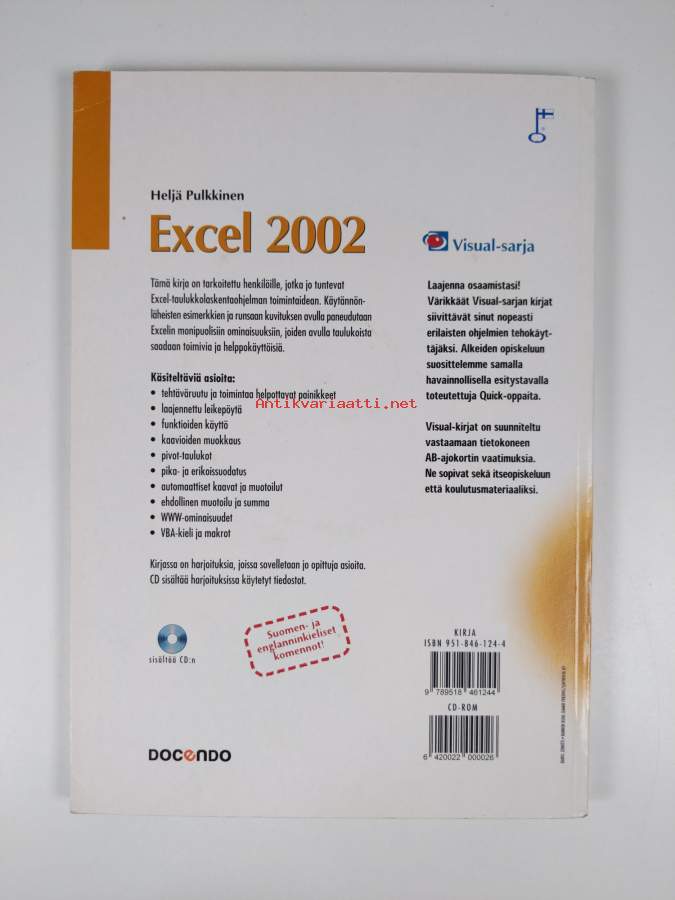 Heljä Pulkkinen
Excel 2002
Tämä kirja on tarkoitettu henkilöille, jotka jo tuntevat
Excel-taulukkolaskentaohjelman toimintaidean. Käytännön-
läheisten esimerkkien ja runsaan kuvituksen avulla paneudutaan
Excelin monipuolisiin ominaisuuksiin, joiden avulla taulukoista
saadaan toimivia ja helppokäyttöisiä.
Käsiteltäviä asioita:
• tehtäväruutu ja toimintaa helpottavat painikkeet
• laajennettu leikepöytä
• funktioiden käyttö
• kaavioiden muokkaus
• pivot-taulukot
• pika- ja erikoissuodatus
• automaattiset kaavat ja muotoilut
• ehdollinen muotoilu ja summa
• WWW-ominaisuudet
• VBA-kieli ja makrot
Kirjassa on harjoituksia, joissa sovelletaan jo opittuja asioita.
CD sisältää harjoituksissa käytetyt tiedostot.
sisältää CD:n
Suomen- ja
englanninkieliset
komennot!
DOCENDO
Visual-sarja
Laajenna osaamistasi!
Värikkäät Visual-sarjan kirjat
siivittävät sinut nopeasti
erilaisten ohjelmien tehokäyt-
täjäksi. Alkeiden opiskeluun
suosittelemme samalla
havainnollisella esitystavalla
toteutettuja Quick-oppaita.
Visual-kirjat on suunniteltu
vastaamaan tietokoneen
AB-ajokortin vaatimuksia.
Ne sopivat sekä itseopiskeluun
että koulutusmateriaaliksi.
KIRJA
ISBN 951-846-124-4
9 789518 461244
CD-ROM
6 420022 000026
Antikvariaatti.net